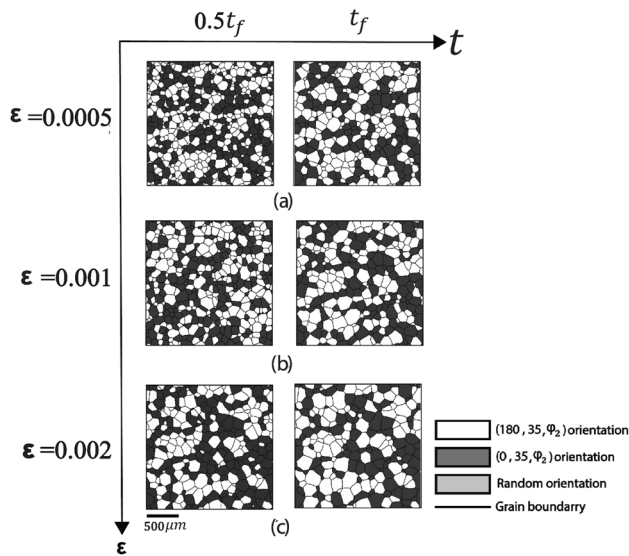 0.5t_f t_f
t
ε=0.0005
(a)
ε=0.001
(b)
ε=0.002
(c)
500μm
ε
(180, 35,φ₂) orientation
(0, 35,φ₂) orientation
Random orientation
Grain boundarry